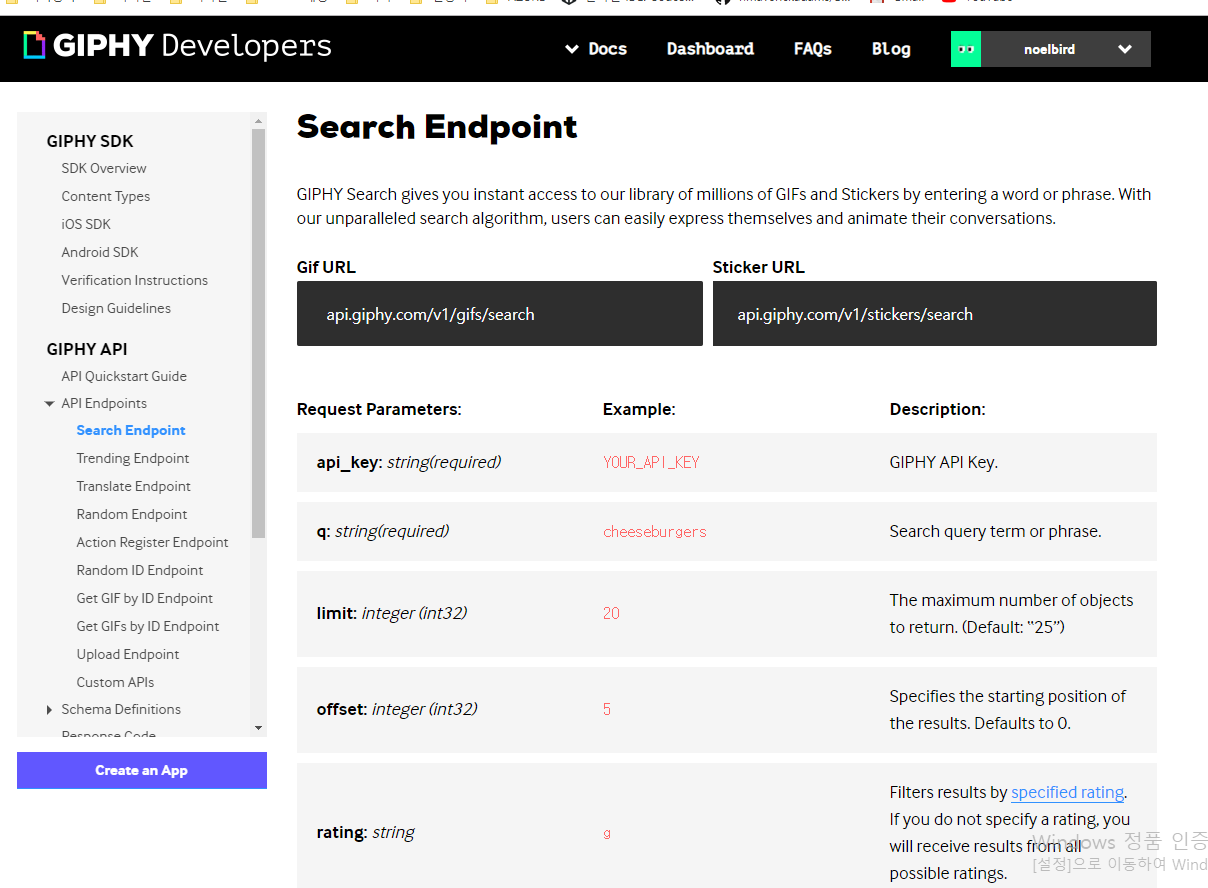 GIPHY Developers
Docs
Dashboard
FAQs
Blog
noelbird
GIPHY SDK
SDK Overview
Content Types
iOS SDK
Android SDK
Verification Instructions
Design Guidelines
GIPHY API
API Quickstart Guide
API Endpoints
Search Endpoint
Trending Endpoint
Translate Endpoint
Random Endpoint
Action Register Endpoint
Random ID Endpoint
Get GIF by ID Endpoint
Get GIFs by ID Endpoint
Upload Endpoint
Custom APIs
Schema Definitions
Response Code
Create an App
Search Endpoint
GIPHY Search gives you instant access to our library of millions of GIFs and Stickers by entering a word or phrase. With
our unparalleled search algorithm, users can easily express themselves and animate their conversations.
Gif URL
Sticker URL
api.giphy.com/v1/gifs/search
api.giphy.com/v1/stickers/search
Request Parameters:
Example:
Description:
api_key: string(required)
YOUR_API_KEY
GIPHY API Key.
q: string(required)
cheeseburgers
Search query term or phrase.
limit: integer (int32)
20
The maximum number of objects
to return. (Default: “25”)
offset: integer (int32)
5
Specifies the starting position of
the results. Defaults to 0.
rating: string
g
Filters results by specified rating.
If you do not specify a rating, you
will receive results from all
possible ratings.
Windows 정품 인증
[설정]으로 이동하여 Wind